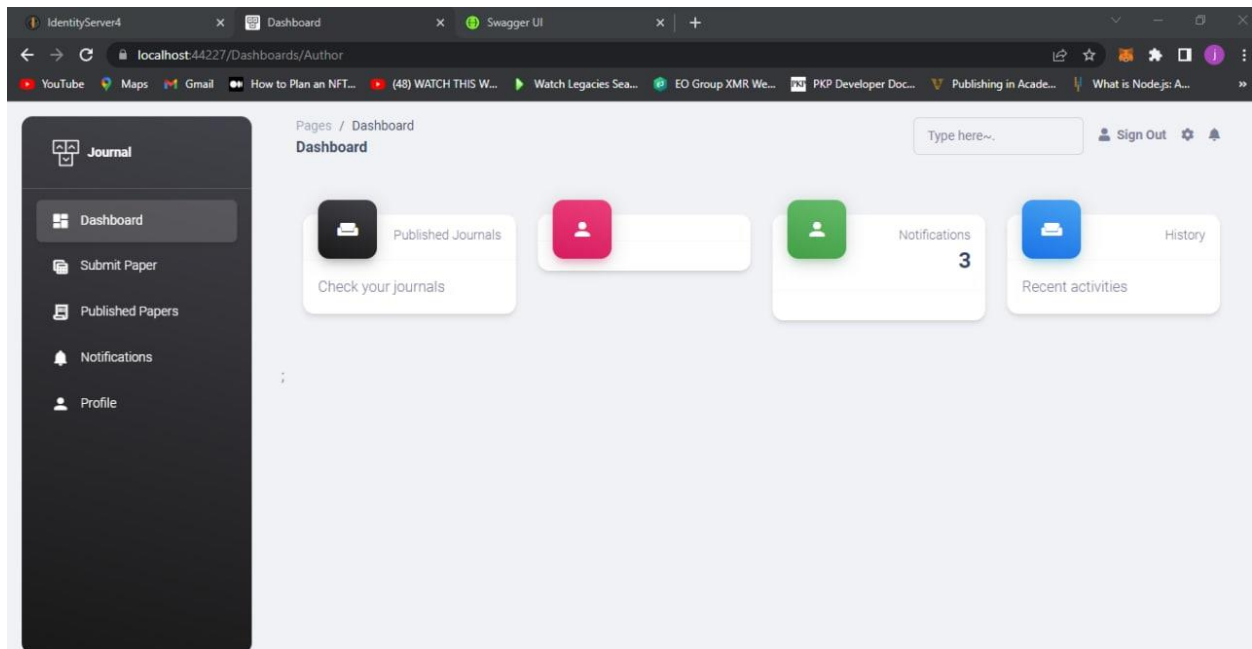 IdentityServer4 Dashboard Swagger UI
localhost:44227/Dashboards/Author
YouTube Maps Gmail How to Plan an NFT... (48) WATCH THIS W... Watch Legacies Sea... EO Group XMR We... PKP Developer Doc... Publishing in Acade... What is Node.js: A... »
Journal
Pages / Dashboard
Dashboard
Type here~.
Sign Out
Dashboard
Submit Paper
Published Papers
Notifications
Profile
Published Journals
Check your journals
Notifications
3
History
Recent activities
;